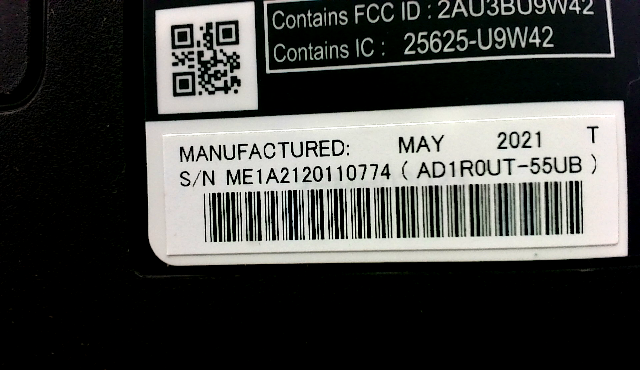 Contains FCC ID : 2AU3BU9W42
Contains IC : 25625-U9W42
MANUFACTURED: MAY 2021 T
S/N ME1A2120110774 ( AD1R0UT-55UB )